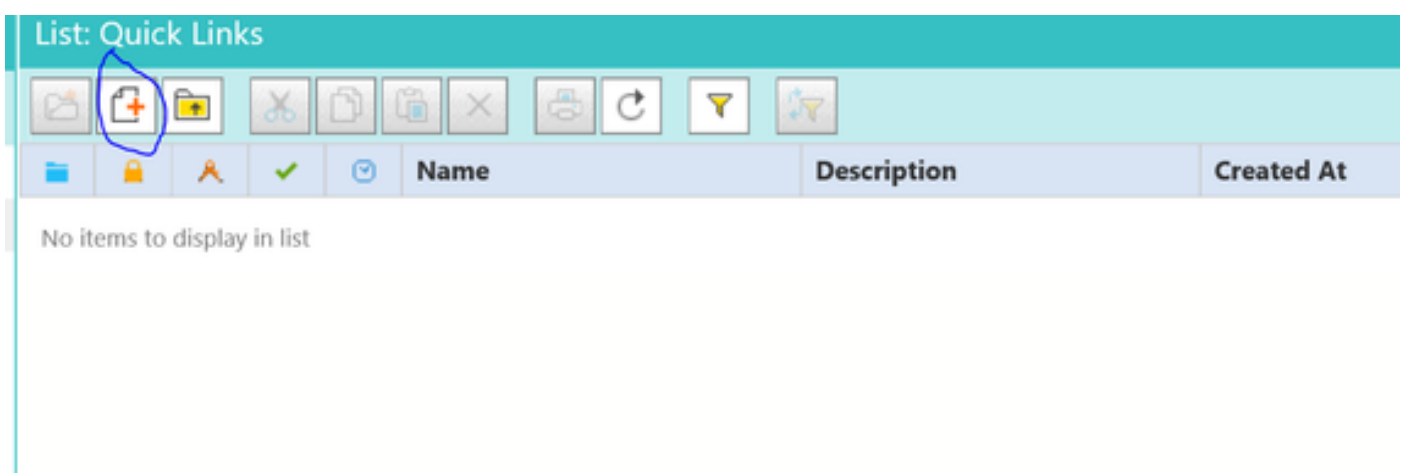 List: Quick Links
Name Description Created At
No items to display in list